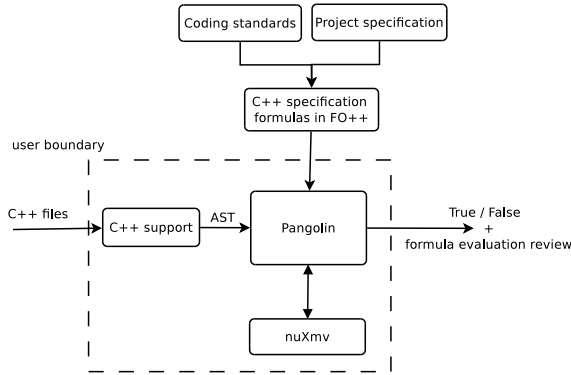 Coding standards
Project specification
C++ specification
formulas in FO++
user boundary
C++ files
C++ support
AST
Pangolin
True / False
+
formula evaluation review
nuXmv